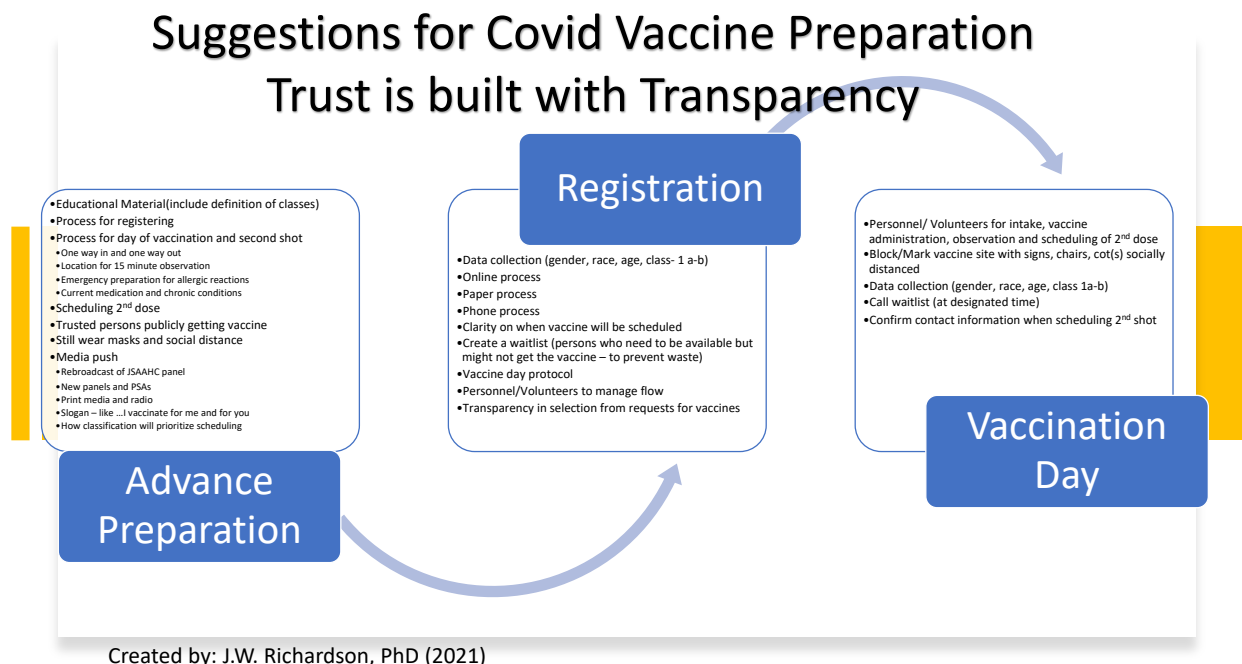 Suggestions for Covid Vaccine Preparation
Trust is built with Transparency
•Educational Material(include definition of classes)
•Process for registering
•Process for day of vaccination and second shot
•One way in and one way out
•Location for 15 minute observation
•Emergency preparation for allergic reactions
•Current medication and chronic conditions
•Scheduling 2nd dose
•Trusted persons publicly getting vaccine
•Still wear masks and social distance
•Media push
•Rebroadcast of JSAAHC panel
•New panels and PSAs
•Print media and radio
•Slogan – like …I vaccinate for me and for you
•How classification will prioritize scheduling
Advance
Preparation
Registration
•Data collection (gender, race, age, class- 1 a-b)
•Online process
•Paper process
•Phone process
•Clarity on when vaccine will be scheduled
•Create a waitlist (persons who need to be available but
might not get the vaccine – to prevent waste)
•Vaccine day protocol
•Personnel/Volunteers to manage flow
•Transparency in selection from requests for vaccines
•Personnel/ Volunteers for intake, vaccine
administration, observation and scheduling of 2nd dose
•Block/Mark vaccine site with signs, chairs, cot(s) socially
distanced
•Data collection (gender, race, age, class 1a-b)
•Call waitlist (at designated time)
•Confirm contact information when scheduling 2nd shot
Vaccination
Day
Created by: J.W. Richardson, PhD (2021)